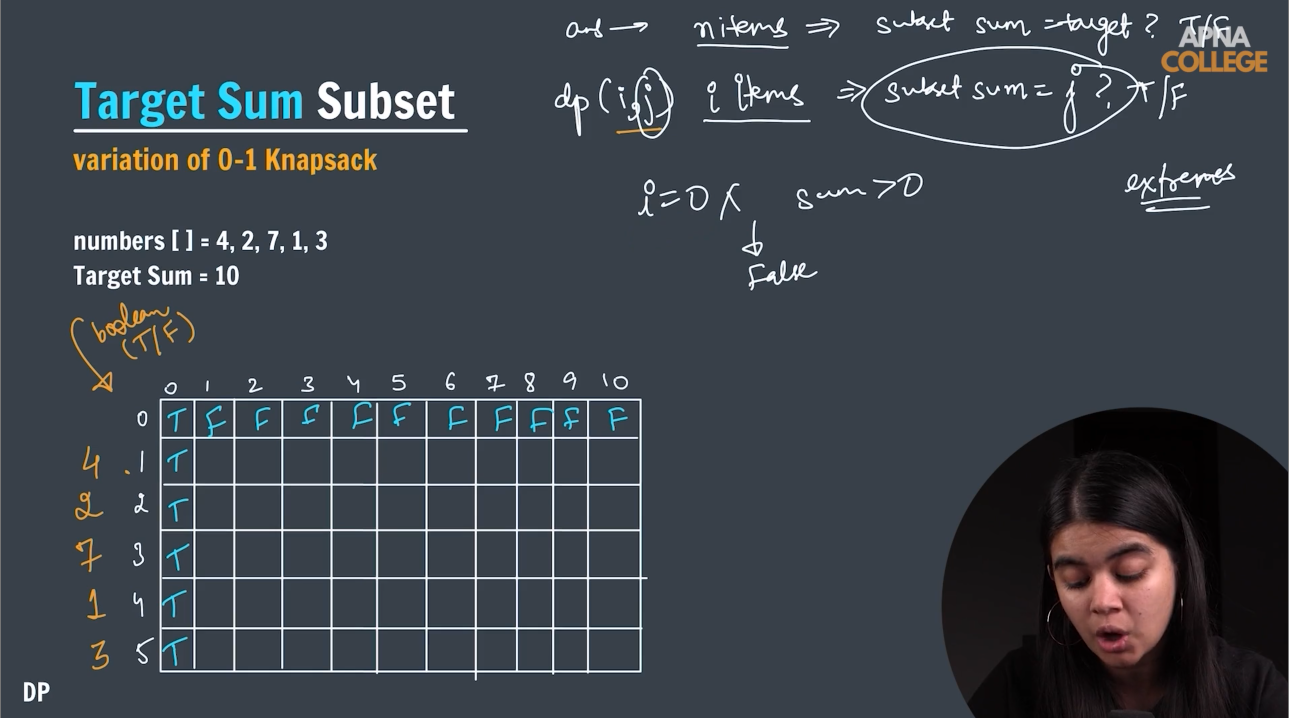 ans → n items ⇒ subset sum = target ? T/F
APNA
COLLEGE
Target Sum Subset
dp(i,j) i items ⇒ subset sum = j ? T/F
variation of 0-1 Knapsack
i=0 sum>0
extremes
False
numbers [ ] = 4, 2, 7, 1, 3
Target Sum = 10
boolean
(T/F)
0 1 2 3 4 5 6 7 8 9 10
0 T F F F F F F F F F F
4 1 T
2 2 T
7 3 T
1 4 T
3 5 T
DP